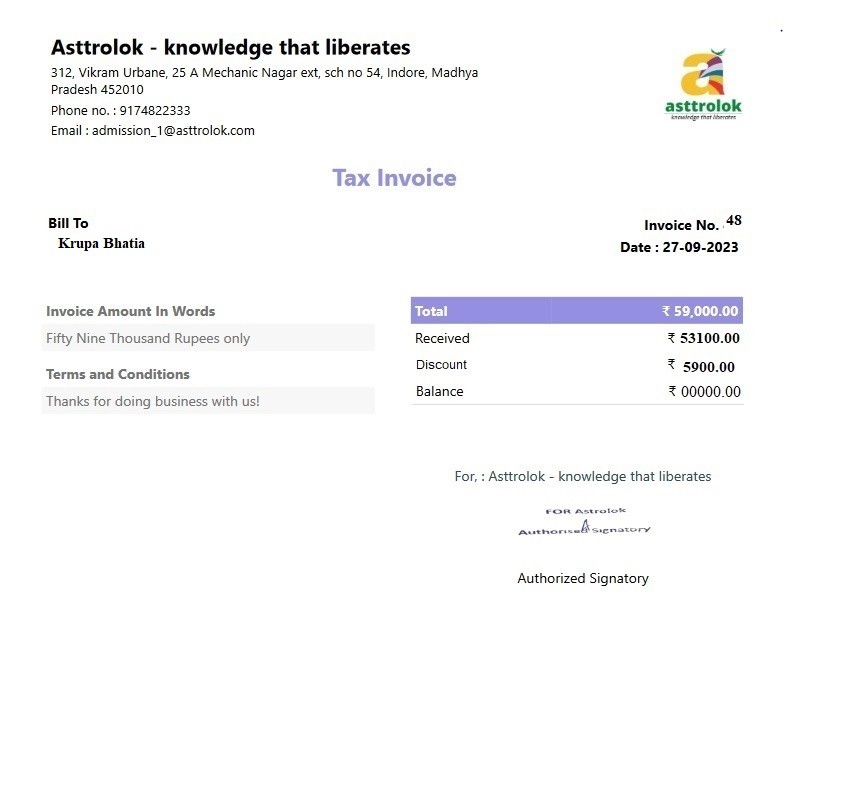 Asttrolok - knowledge that liberates
312, Vikram Urbane, 25 A Mechanic Nagar ext, sch no 54, Indore, Madhya
Pradesh 452010
Phone no. : 9174822333
Email : admission_1@asttrolok.com
asttrolok
knowledge that liberates
Tax Invoice
Bill To
Krupa Bhatia
Invoice No. 48
Date : 27-09-2023
Invoice Amount In Words
Fifty Nine Thousand Rupees only
Terms and Conditions
Thanks for doing business with us!
Total ₹ 59,000.00
Received ₹ 53100.00
Discount ₹ 5900.00
Balance ₹ 00000.00
For, : Asttrolok - knowledge that liberates
FOR Astrolok
Authorised Signatory
Authorized Signatory